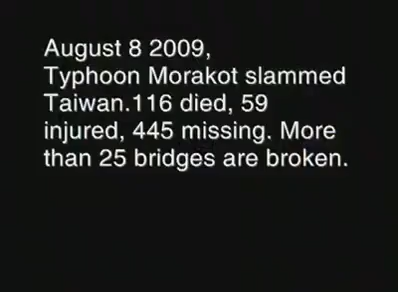 August 8 2009,
Typhoon Morakot slammed
Taiwan.116 died, 59
injured, 445 missing. More
than 25 bridges are broken.